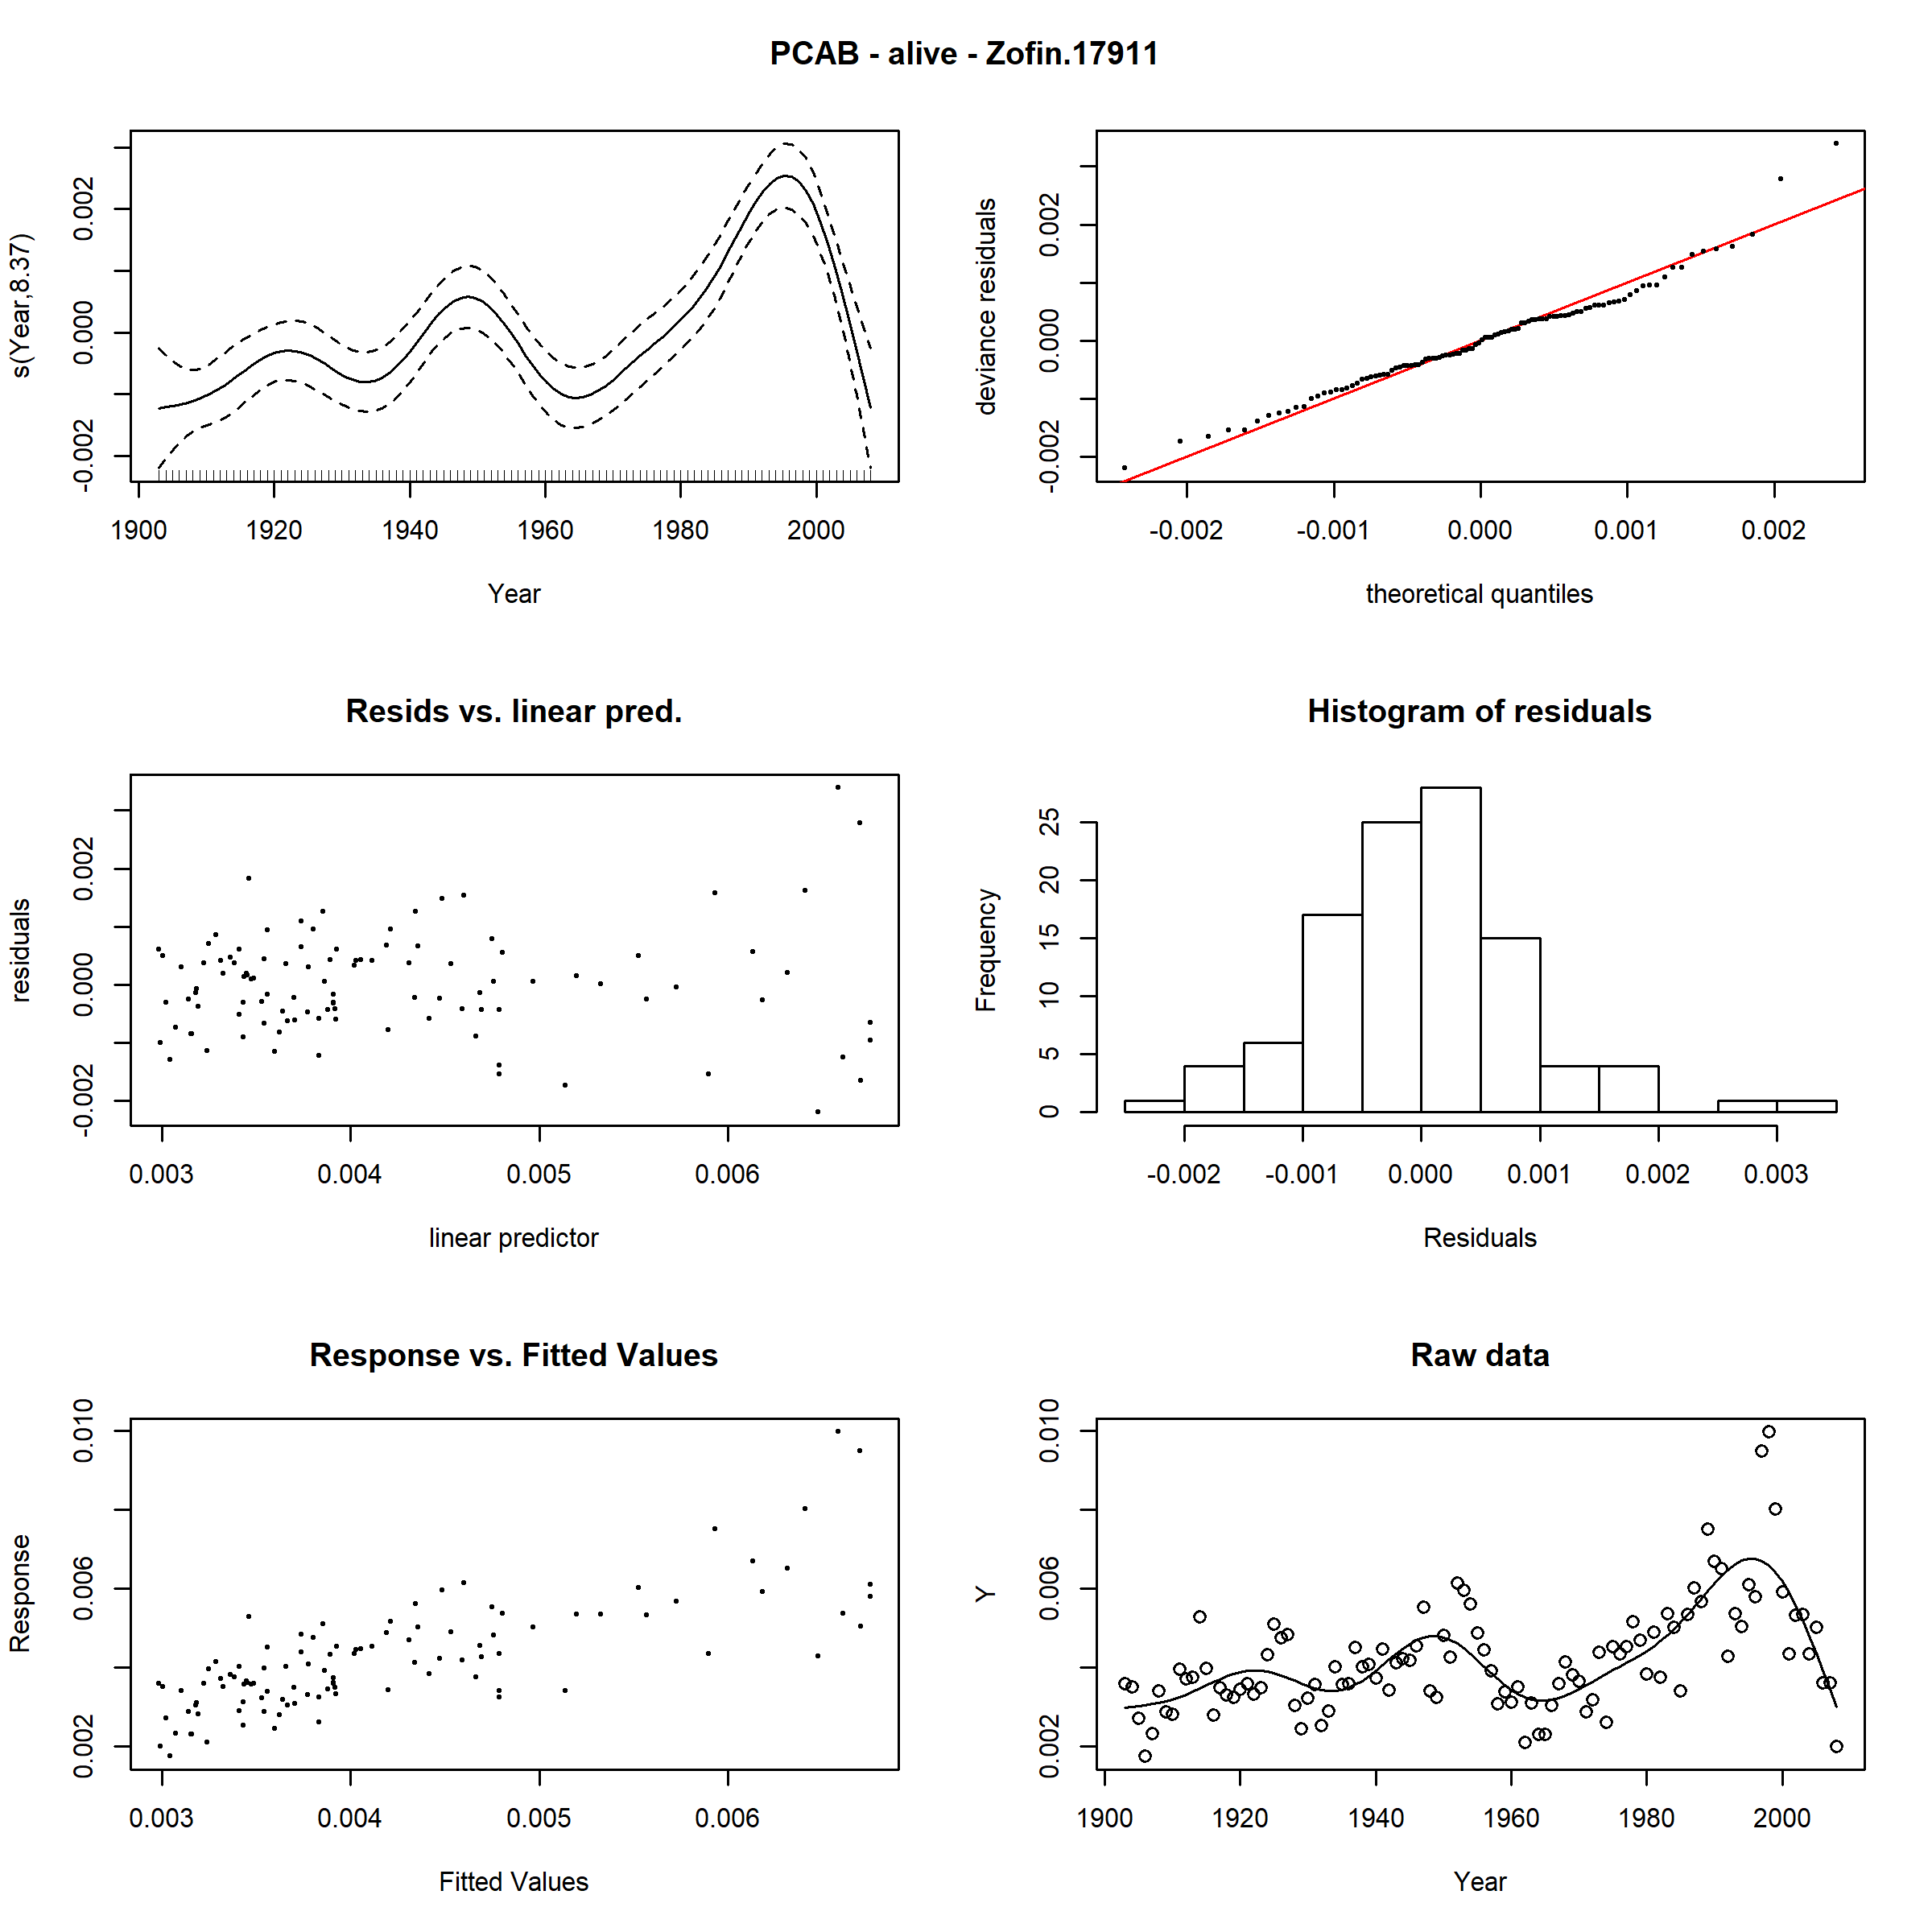 PCAB - alive - Zofin.17911
s(Year,8.37)
-0.002 0.000 0.002
1900 1920 1940 1960 1980 2000
Year
deviance residuals
-0.002 0.000 0.002
-0.002 -0.001 0.000 0.001 0.002
theoretical quantiles
Resids vs. linear pred.
residuals
-0.002 0.000 0.002
0.003 0.004 0.005 0.006
linear predictor
Histogram of residuals
Frequency
0 5 10 15 20 25
-0.002 -0.001 0.000 0.001 0.002 0.003
Residuals
Response vs. Fitted Values
Response
0.002 0.006 0.010
0.003 0.004 0.005 0.006
Fitted Values
Raw data
Y
0.002 0.006 0.010
1900 1920 1940 1960 1980 2000
Year